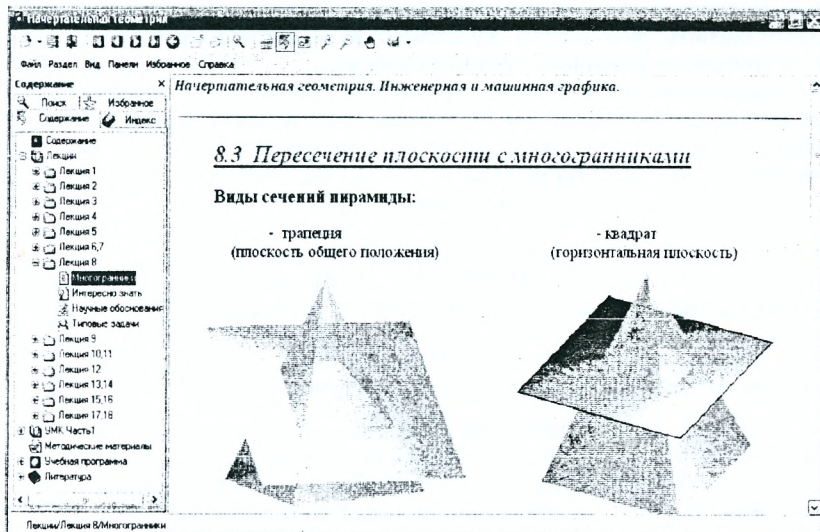 Начертательная геометрия
Файл Раздел Вид Панели Избранное Справка
Содержание
Поиск Избранное
Содержание Индекс
Содержание
Лекции
Лекция 1
Лекция 2
Лекция 3
Лекция 4
Лекция 5
Лекция 6,7
Лекция 8
Многогранники
Интересно знать
Научные обоснования
Типовые задачи
Лекция 9
Лекция 10,11
Лекция 12
Лекция 13,14
Лекция 15,16
Лекция 17,18
УМК Часть1
Методические материалы
Учебная программа
Литература
Лекции/Лекция 8/Многогранники
Начертательная геометрия. Инженерная и машинная графика.
8.3 Пересечение плоскости с многогранниками
Виды сечений пирамиды:
- трапеция
(плоскость общего положения)
- квадрат
(горизонтальная плоскость)